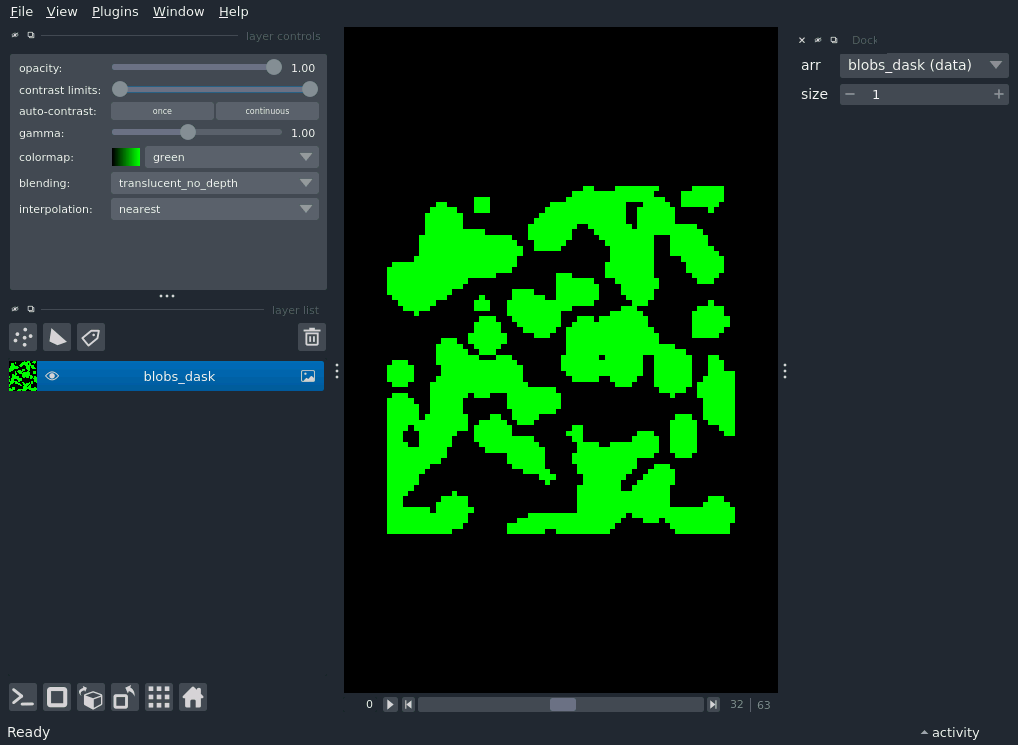 File View Plugins Window Help
layer controls
opacity: 1.00
contrast limits:
auto-contrast: once continuous
gamma: 1.00
colormap: green
blending: translucent_no_depth
interpolation: nearest
layer list
blobs_dask
0
32 | 63
Dock
arr blobs_dask (data)
size 1
Ready
activity